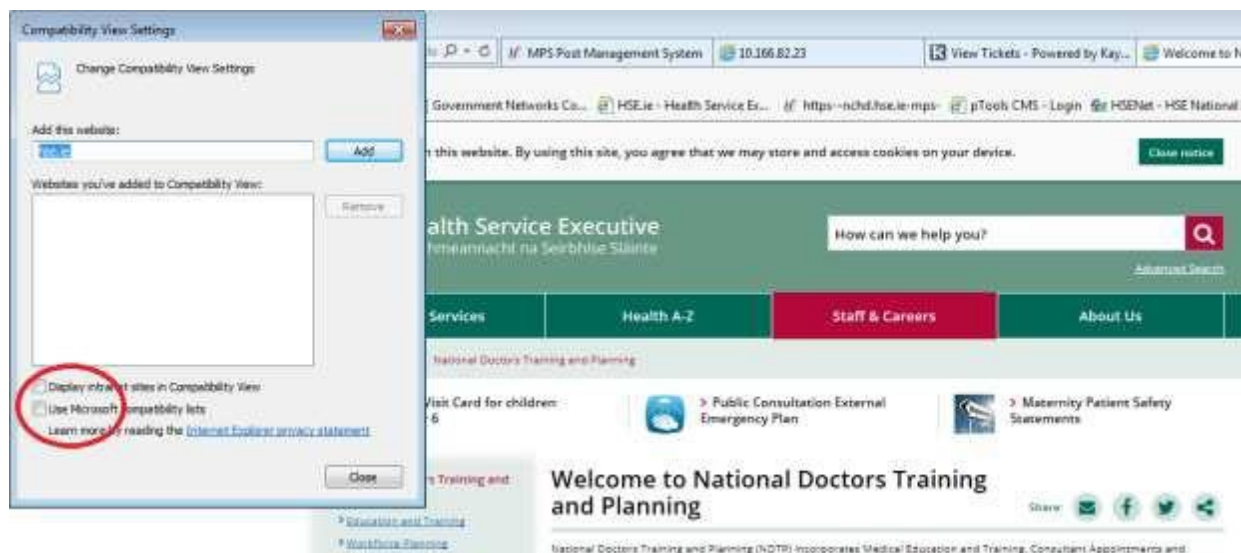 Compatibility View Settings
Change Compatibility View Settings
Add this website:
hse.ie
Add
Websites you've added to Compatibility View:
Remove
Display intranet sites in Compatibility View
Use Microsoft compatibility lists
Learn more by reading the Internet Explorer privacy statement
Close
MPS Post Management System
10.166.82.23
View Tickets - Powered by Kay...
Welcome to N
Government Networks Co...
HSE.ie - Health Service Ex...
https--nchd.hse.ie-mps-
pTools CMS - Login
HSENet - HSE National
this website. By using this site, you agree that we may store and access cookies on your device.
Close notice
alth Service Executive
na Seirbhíse Sláinte
How can we help you?
Advanced Search
Services
Health A-Z
Staff & Careers
About Us
National Doctors Training and Planning
Visit Card for children
6
> Public Consultation External
Emergency Plan
> Maternity Patient Safety
Statements
s Training and
> Education and Training
> Workforce Planning
Welcome to National Doctors Training
and Planning
Share
National Doctors Training and Planning (NDTP) incorporates Medical Education and Training, Consultant Appointments and